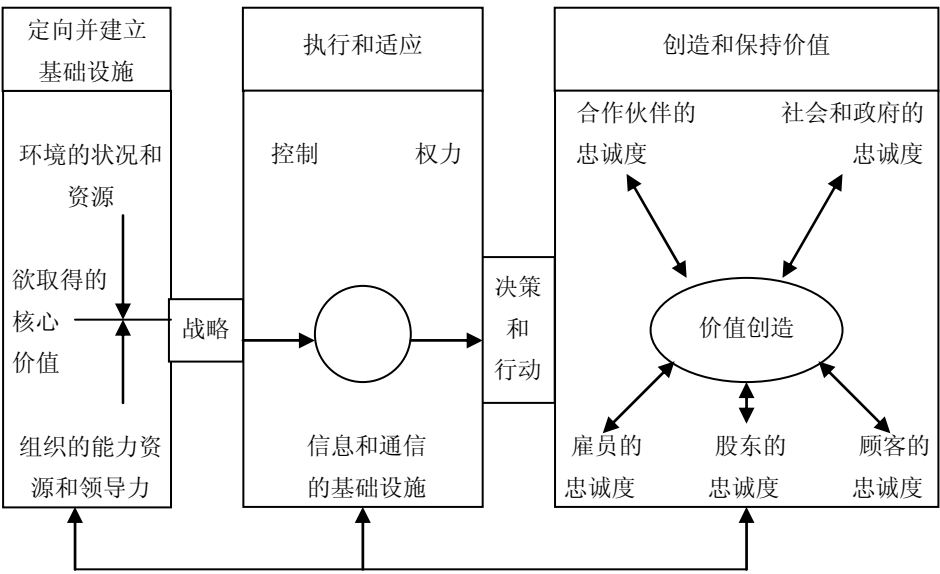 定向并建立
基础设施
执行和适应
创造和保持价值
环境的状况和
资源
欲取得的
核心
价值
组织的能力资
源和领导力
战略
控制
权力
信息和通信
的基础设施
决策
和
行动
合作伙伴的
忠诚度
社会和政府的
忠诚度
价值创造
雇员的
忠诚度
股东的
忠诚度
顾客的
忠诚度